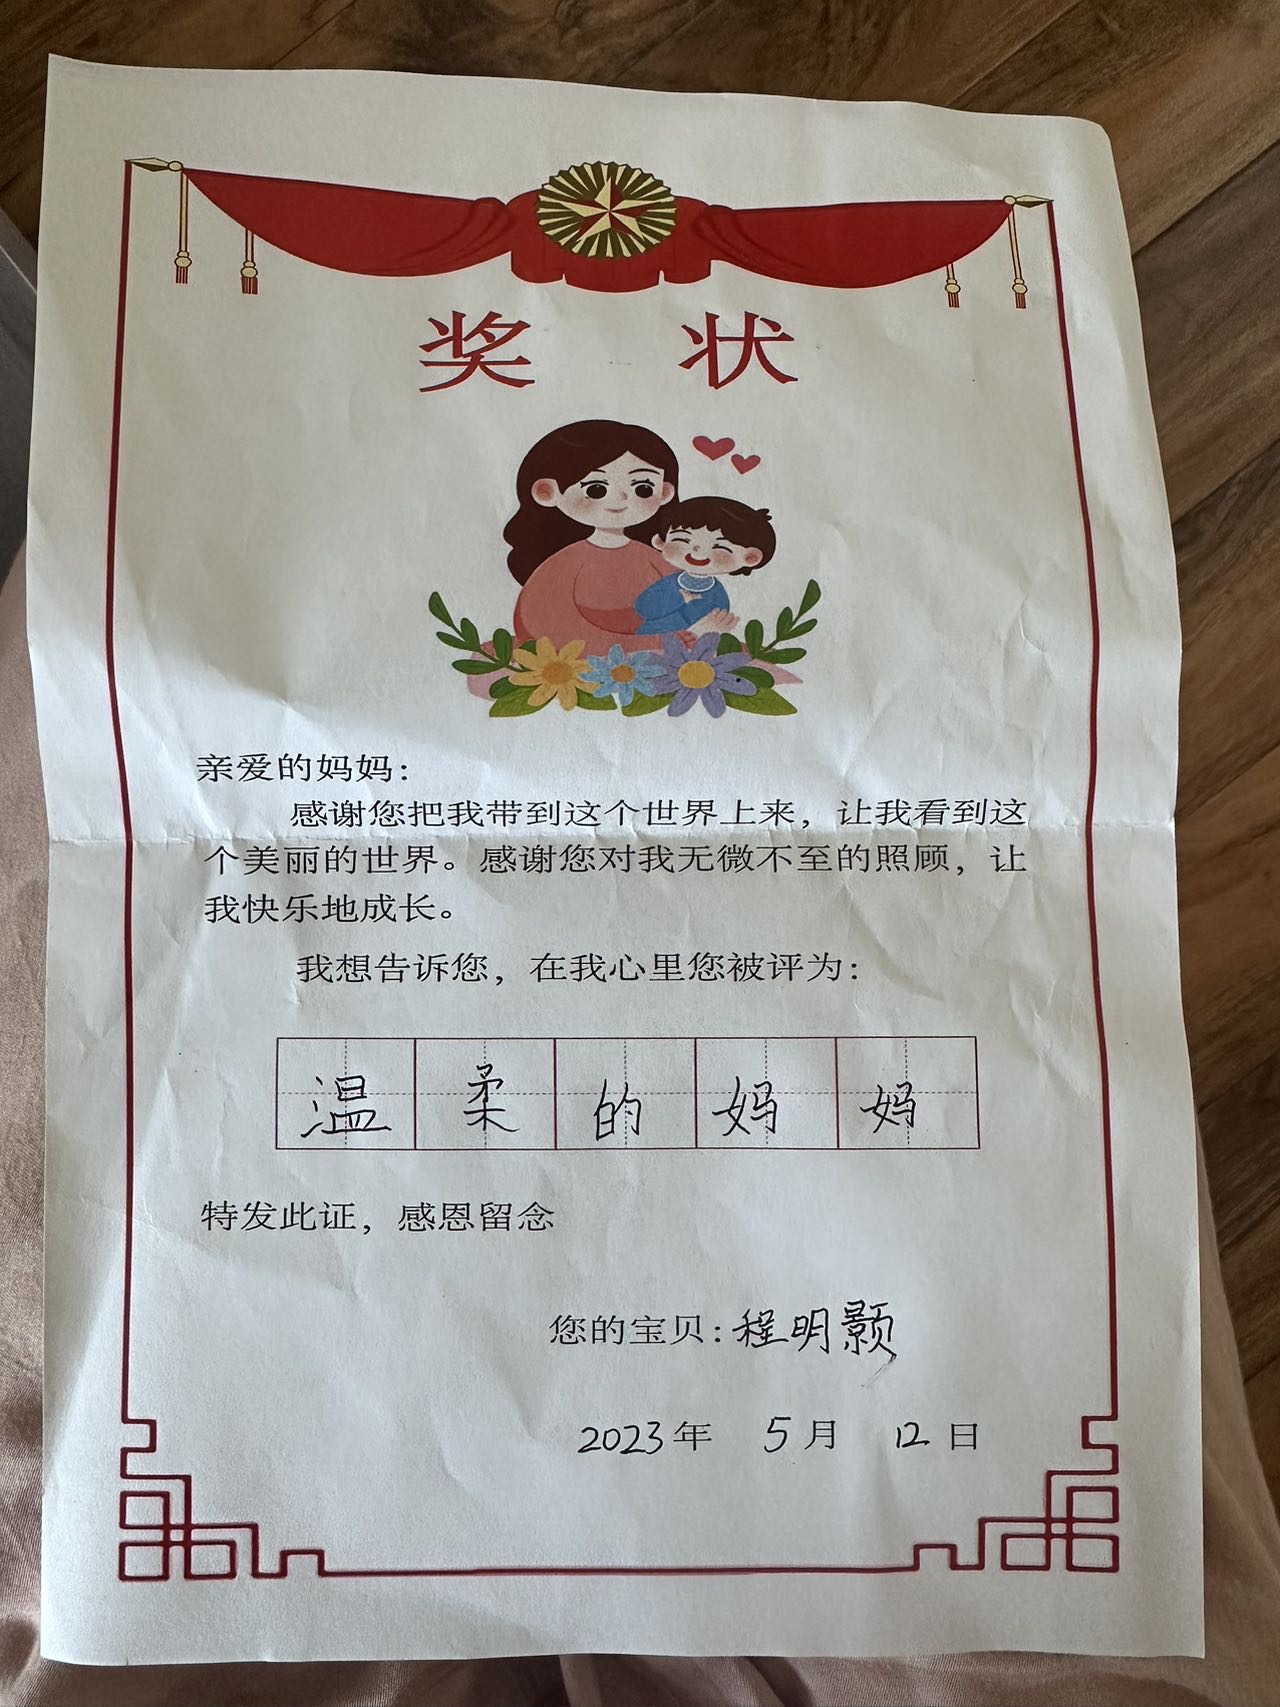 奖 状
亲爱的妈妈：
感谢您把我带到这个世界上来，让我看到这
个美丽的世界。感谢您对我无微不至的照顾，让
我快乐地成长。
我想告诉您，在我心里您被评为：
温柔的妈妈
特发此证，感恩留念
您的宝贝：程明颢
2023年 5月 12日